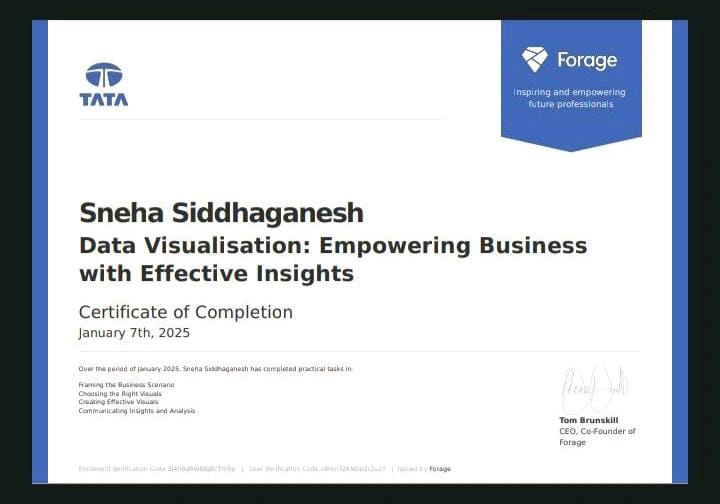 TATA
Forage
Inspiring and empowering
future professionals
Sneha Siddhaganesh
Data Visualisation: Empowering Business
with Effective Insights
Certificate of Completion
January 7th, 2025
Over the period of January 2025, Sneha Siddhaganesh has completed practical tasks in:
Framing the Business Scenario
Choosing the Right Visuals
Creating Effective Visuals
Communicating Insights and Analysis
Tom Brunskill
CEO, Co-Founder of
Forage
Enrolment Verification Code | User Verification Code | Issued by Forage